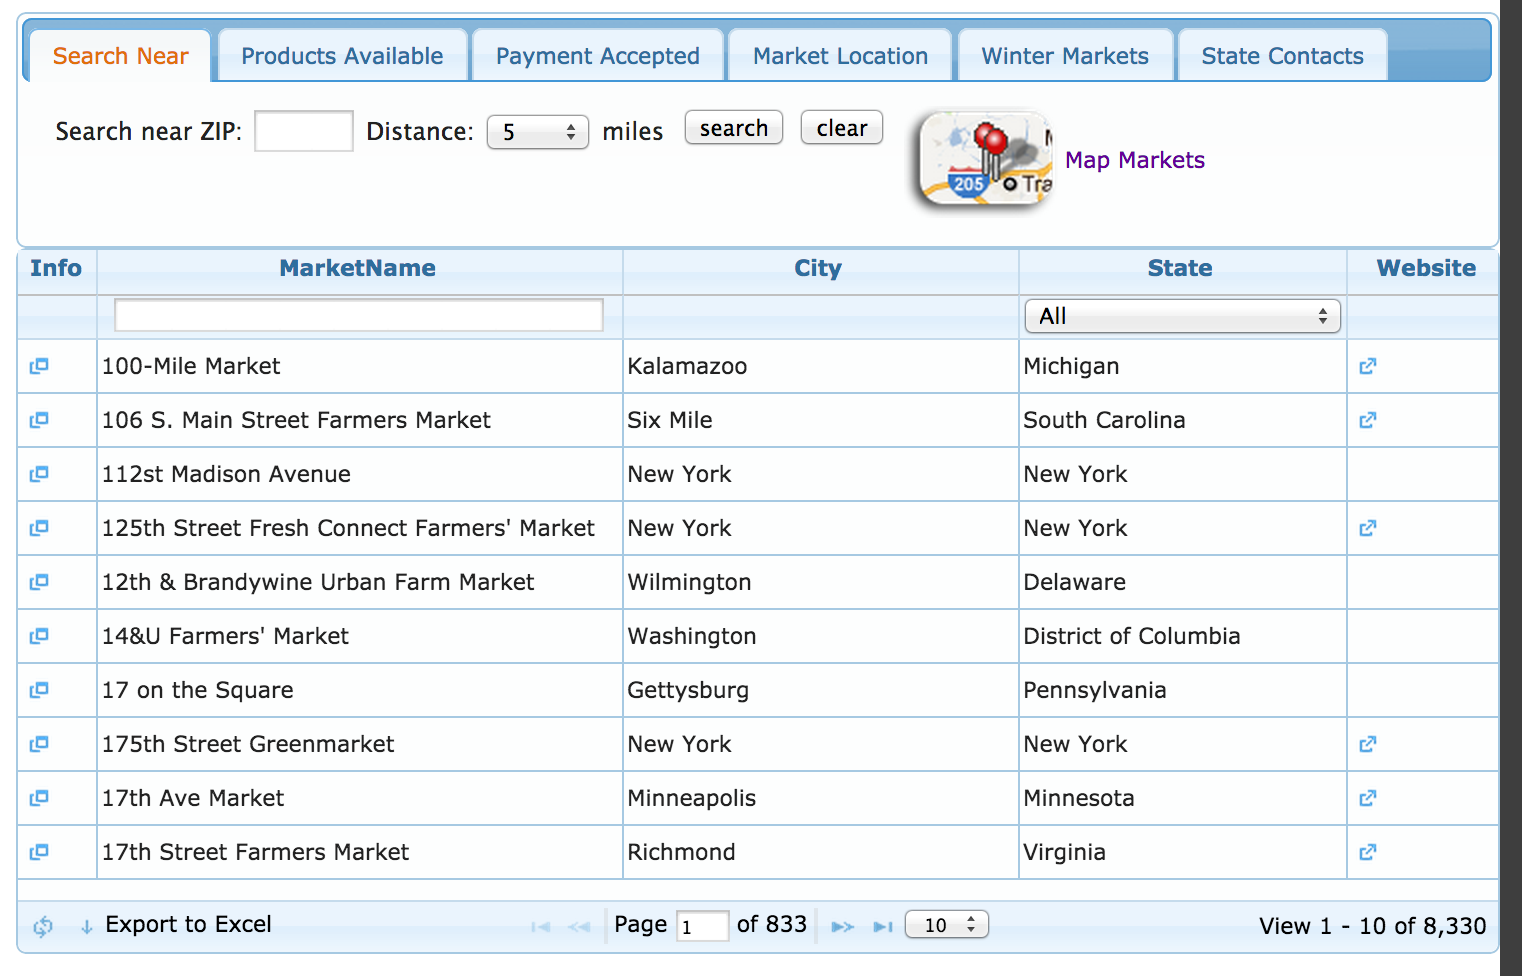 Search Near Products Available Payment Accepted Market Location Winter Markets State Contacts
Search near ZIP: Distance: 5 miles search clear Map Markets
205 Tra
Info MarketName City State Website
All
100-Mile Market Kalamazoo Michigan
106 S. Main Street Farmers Market Six Mile South Carolina
112st Madison Avenue New York New York
125th Street Fresh Connect Farmers' Market New York New York
12th & Brandywine Urban Farm Market Wilmington Delaware
14&U Farmers' Market Washington District of Columbia
17 on the Square Gettysburg Pennsylvania
175th Street Greenmarket New York New York
17th Ave Market Minneapolis Minnesota
17th Street Farmers Market Richmond Virginia
Export to Excel Page 1 of 833 10 View 1 - 10 of 8,330